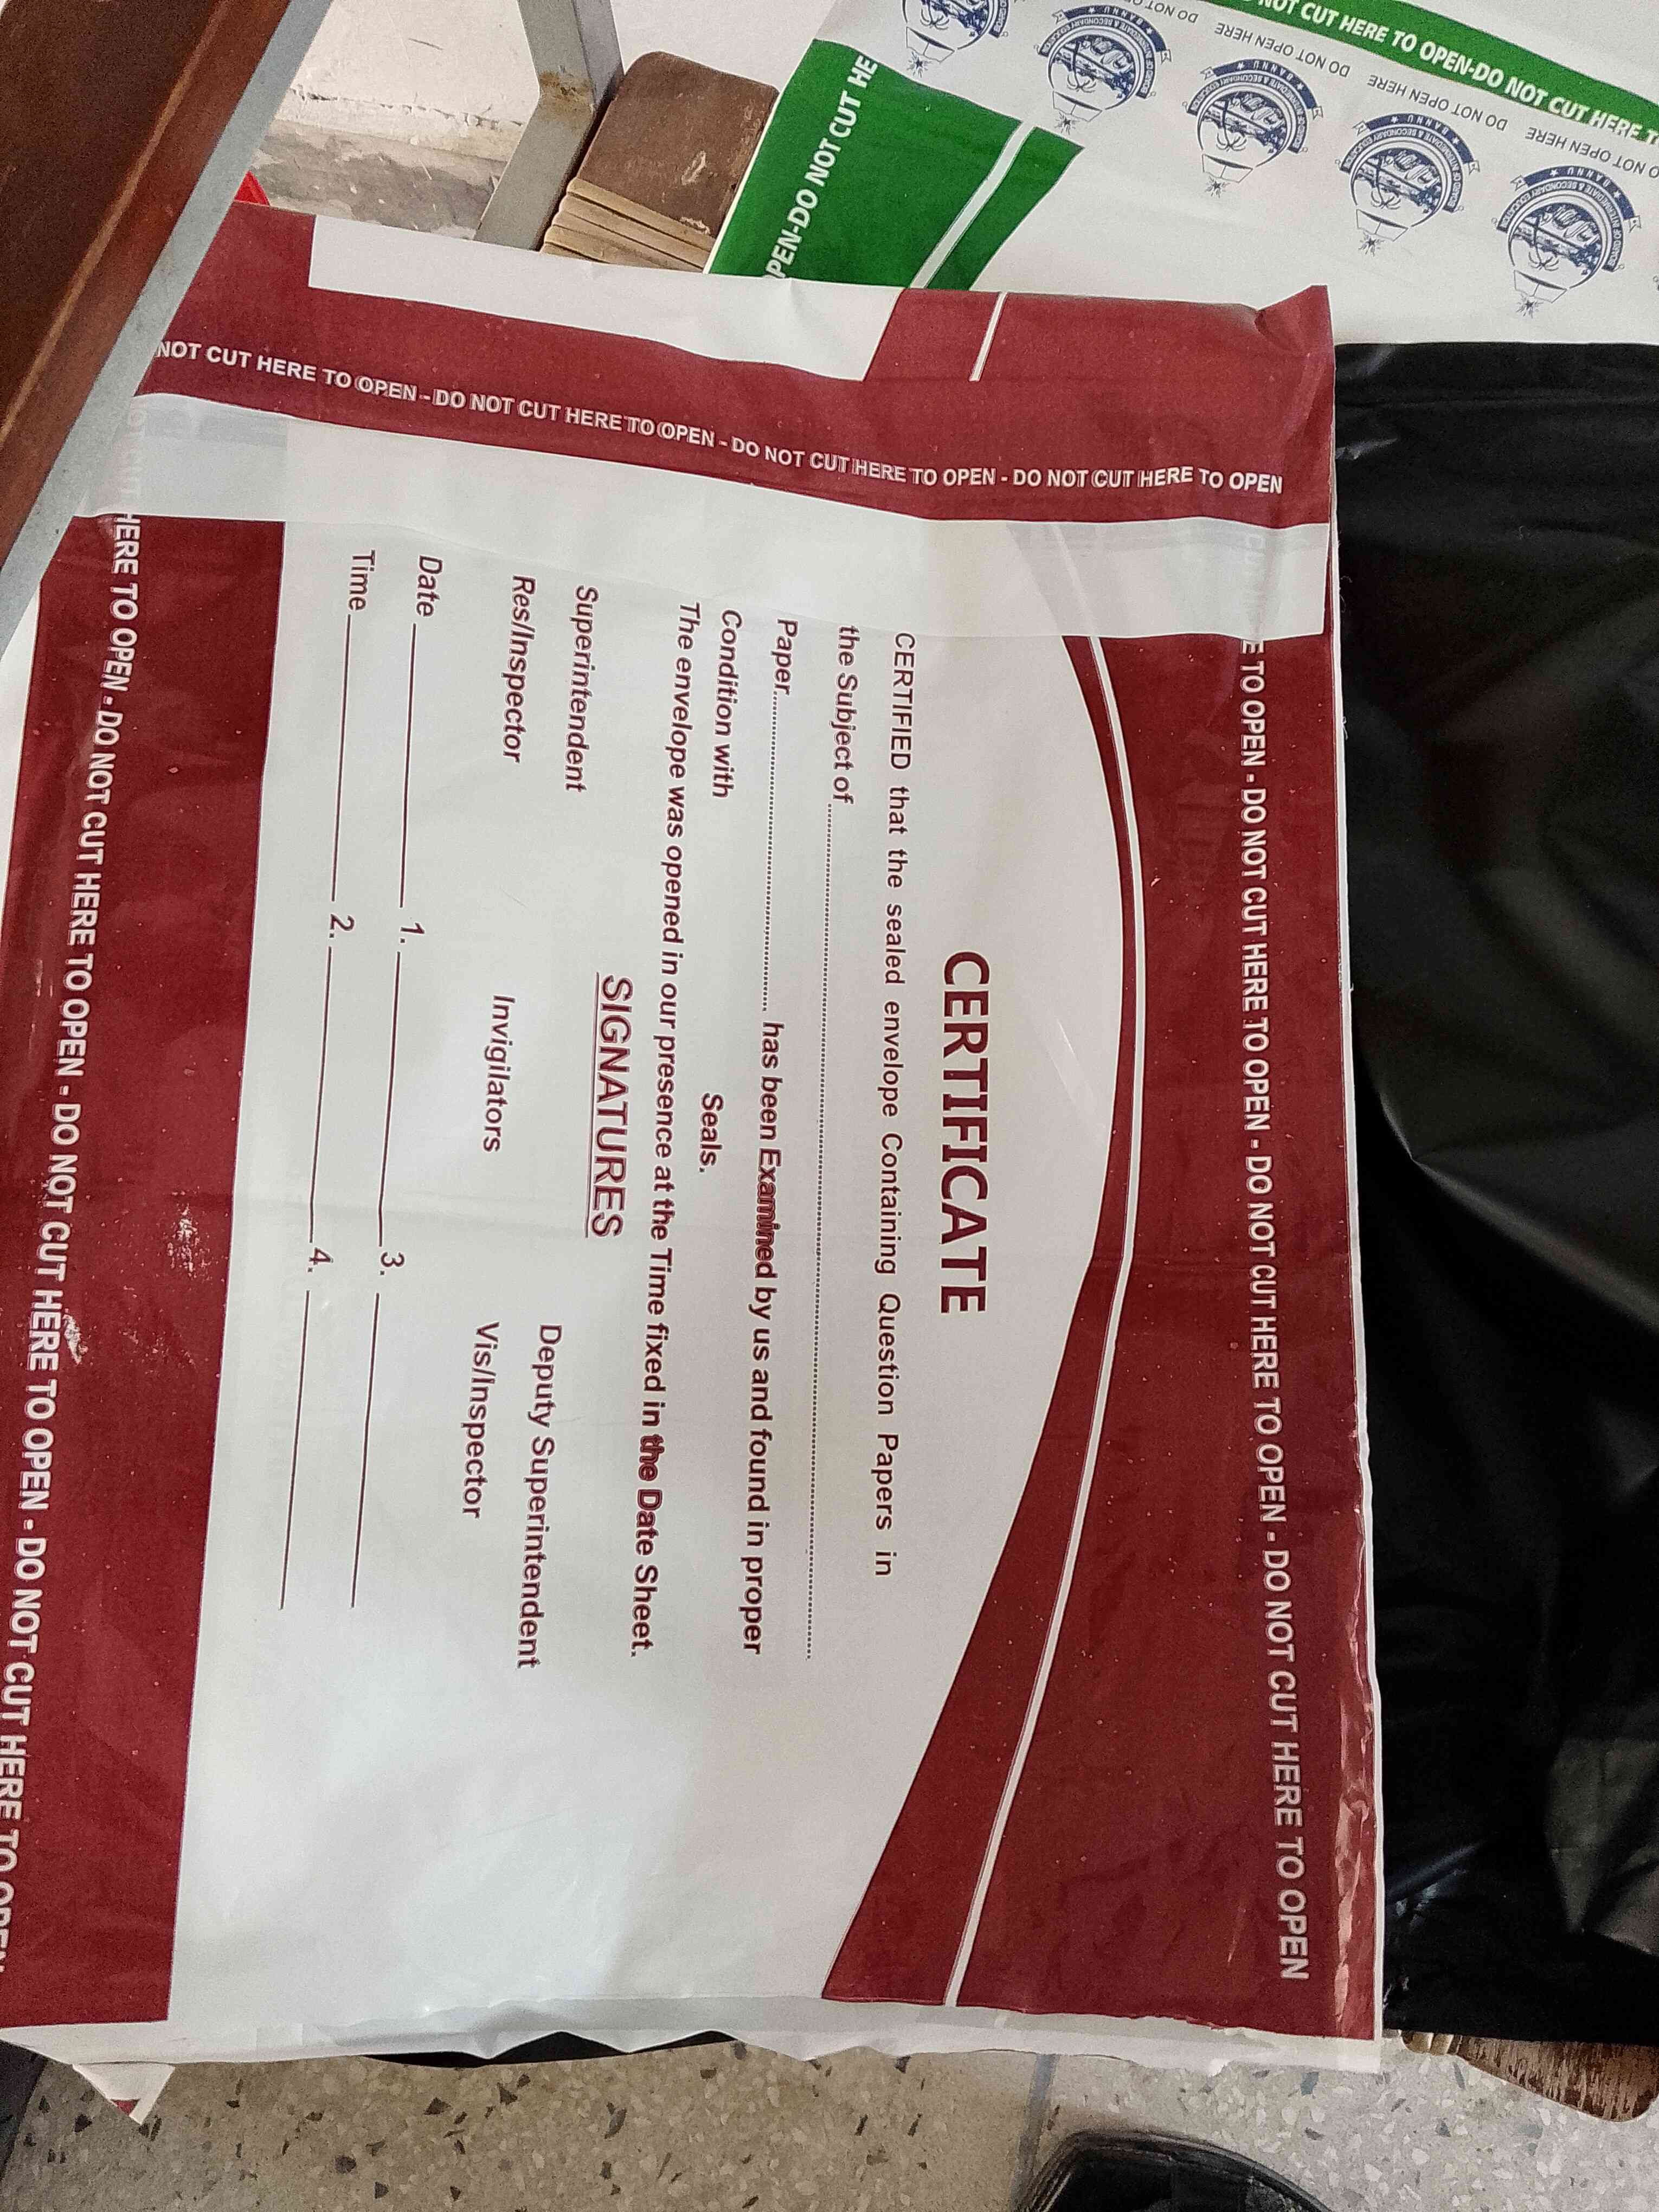 NOT CUT HERE TO OPEN-DO NOT CUT HERE
DO NOT OPEN HERE DO NOT OPEN HERE DO NOT OPEN HERE
BOARD OF INTERMEDIATE & SECONDARY EDUCATION
BANNU
PEN-DO NOT CUT HE
NOT CUT HERE TO OPEN - DO NOT CUT HERE TO OPEN - DO NOT CUT HERE TO OPEN - DO NOT CUT HERE TO OPEN
E TO OPEN - DO NOT CUT HERE TO OPEN - DO NOT CUT HERE TO OPEN - DO NOT CUT HERE TO OPEN
CERTIFICATE
CERTIFIED that the sealed envelope Containing Question Papers in
the Subject of
Paper has been Examined by us and found in proper
Condition with Seals.
The envelope was opened in our presence at the Time fixed in the Date Sheet.
SIGNATURES
Superintendent Deputy Superintendent
Res/Inspector Invigilators Vis/Inspector
Date 1. 3.
Time 2. 4.
HERE TO OPEN - DO NOT CUT HERE TO OPEN - DO NOT CUT HERE TO OPEN - DO NOT CUT HERE TO OPEN